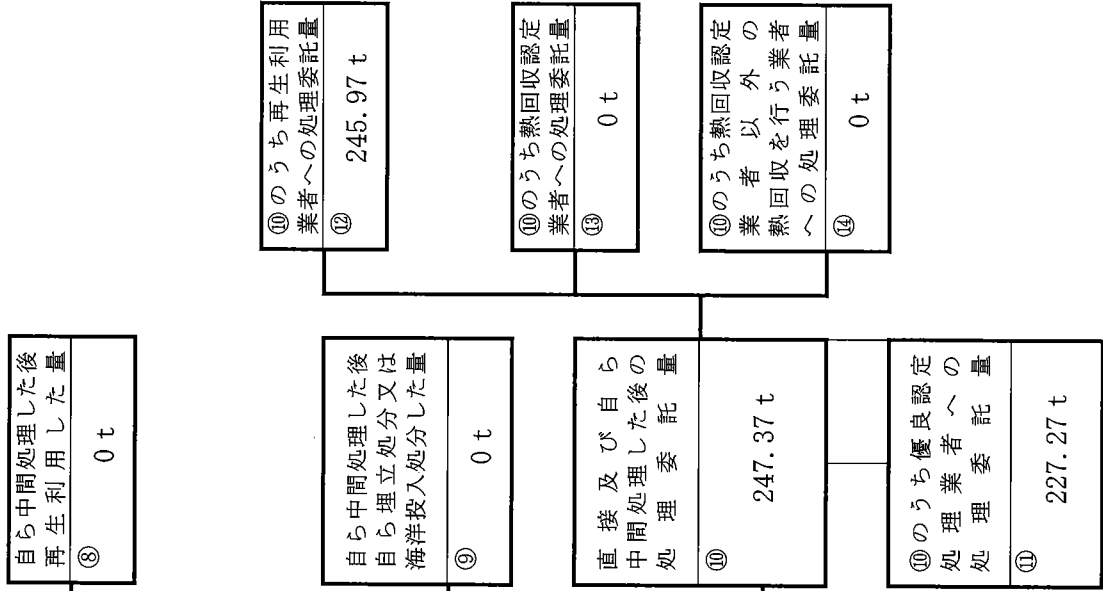 自ら中間処理した後
再生利用した量
⑧
0 t
自ら中間処理した後
自ら埋立処分又は
海洋投入処分した量
⑨
0 t
直接及び自ら
中間処理した後の
処理委託量
⑩
247.37 t
⑩のうち優良認定
処理業者への
処理委託量
⑪
227.27 t
⑩のうち再生利用
業者への処理委託量
⑫
245.97 t
⑩のうち熱回収認定
業者への処理委託量
⑬
0 t
⑩のうち熱回収認定
業者以外の
熱回収を行う業者
への処理委託量
⑭
0 t